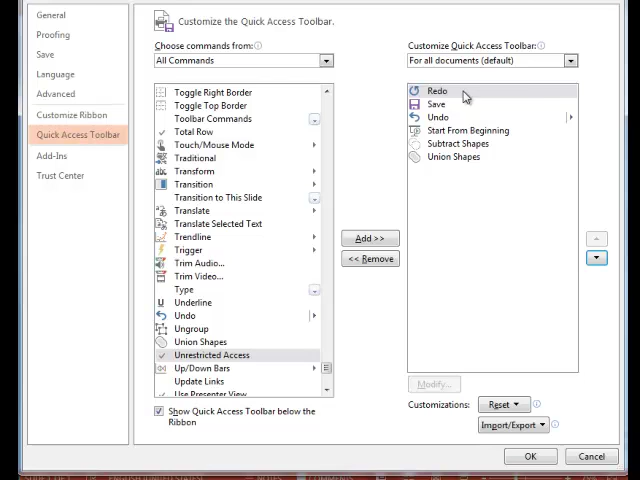 General
Proofing
Save
Language
Advanced
Customize Ribbon
Quick Access Toolbar
Add-Ins
Trust Center
Customize the Quick Access Toolbar.
Choose commands from:
All Commands
Toggle Right Border
Toggle Top Border
Toolbar Commands
Total Row
Touch/Mouse Mode
Traditional
Transform
Transition
Transition to This Slide
Translate
Translate Selected Text
Trendline
Trigger
Trim Audio...
Trim Video...
Type
Underline
Undo
Ungroup
Union Shapes
Unrestricted Access
Up/Down Bars
Update Links
Use Presenter View
Show Quick Access Toolbar below the
Ribbon
Add >>
<< Remove
Customize Quick Access Toolbar:
For all documents (default)
Redo
Save
Undo
Start From Beginning
Subtract Shapes
Union Shapes
Modify...
Customizations:
Reset
Import/Export
OK
Cancel